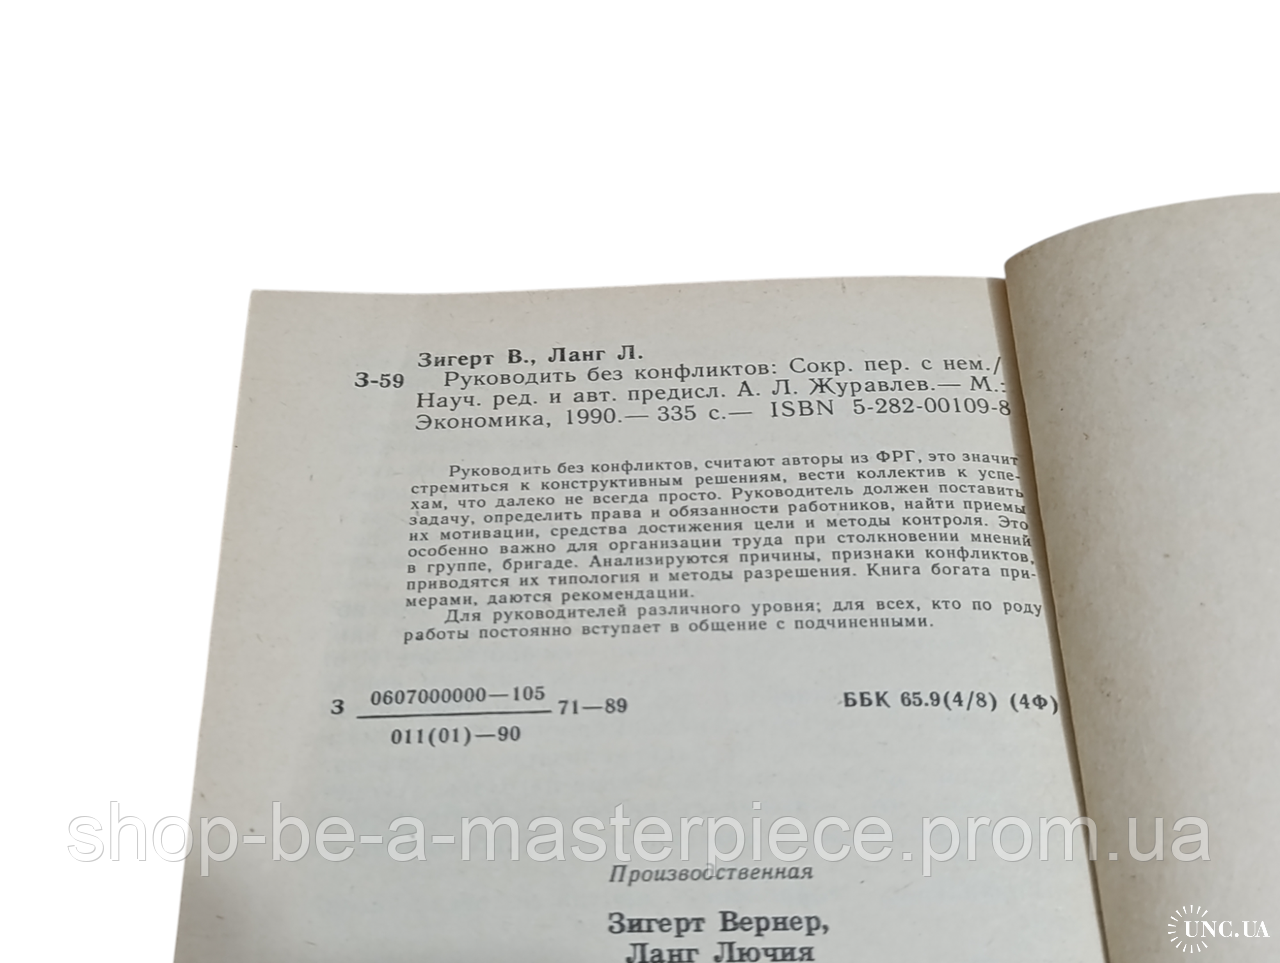 Зигерт В., Ланг Л.
З-59 Руководить без конфликтов: Сокр. пер. с нем./
Науч. ред. и авт. предисл. А. Л. Журавлев.— М.:
Экономика, 1990.— 335 с.— ISBN 5-282-00109-8
Руководить без конфликтов, считают авторы из ФРГ, это значит
стремиться к конструктивным решениям, вести коллектив к успе-
хам, что далеко не всегда просто. Руководитель должен поставить
задачу, определить права и обязанности работников, найти приемы
их мотивации, средства достижения цели и методы контроля. Это
особенно важно для организации труда при столкновении мнений
в группе, бригаде. Анализируются причины, признаки конфликтов,
приводятся их типология и методы разрешения. Книга богата при-
мерами, даются рекомендации.
Для руководителей различного уровня; для всех, кто по роду
работы постоянно вступает в общение с подчиненными.
З 0607000000—105 71—89
011(01)—90
ББК 65.9(4/8) (4Ф)
shop-be-a-masterpiece.prom.ua
Производственная
Зигерт Вернер,
Ланг Лючия
UNC.UA